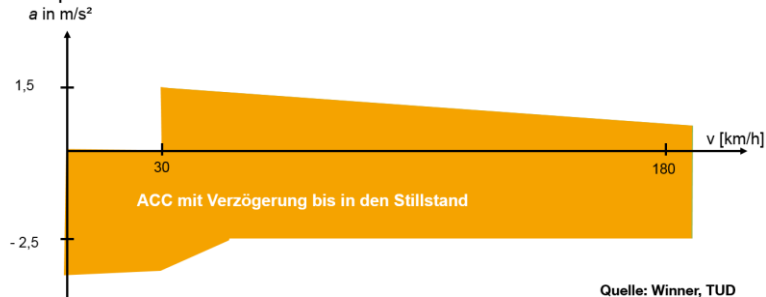 a in m/s²
1,5
v [km/h]
30
180
ACC mit Verzögerung bis in den Stillstand
- 2,5
Quelle: Winner, TUD